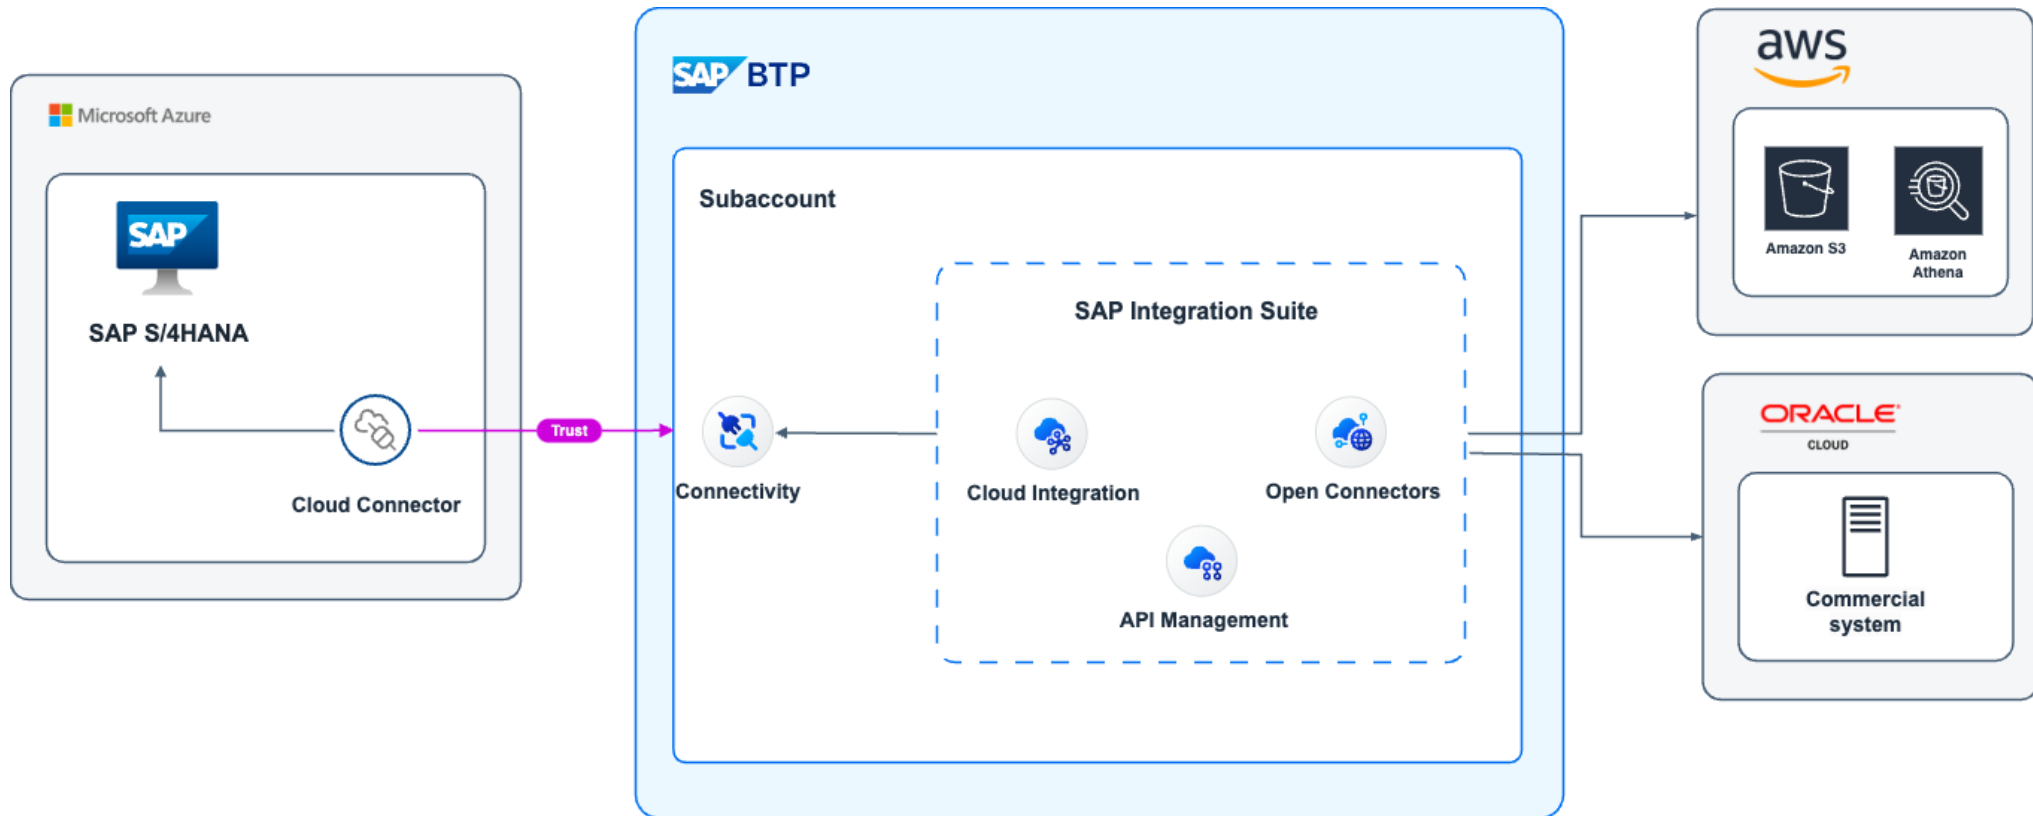 Microsoft Azure
SAP
SAP S/4HANA
Cloud Connector
Trust
SAP BTP
Subaccount
SAP Integration Suite
Connectivity
Cloud Integration
Open Connectors
API Management
aws
Amazon S3
Amazon
Athena
ORACLE
CLOUD
Commercial
system